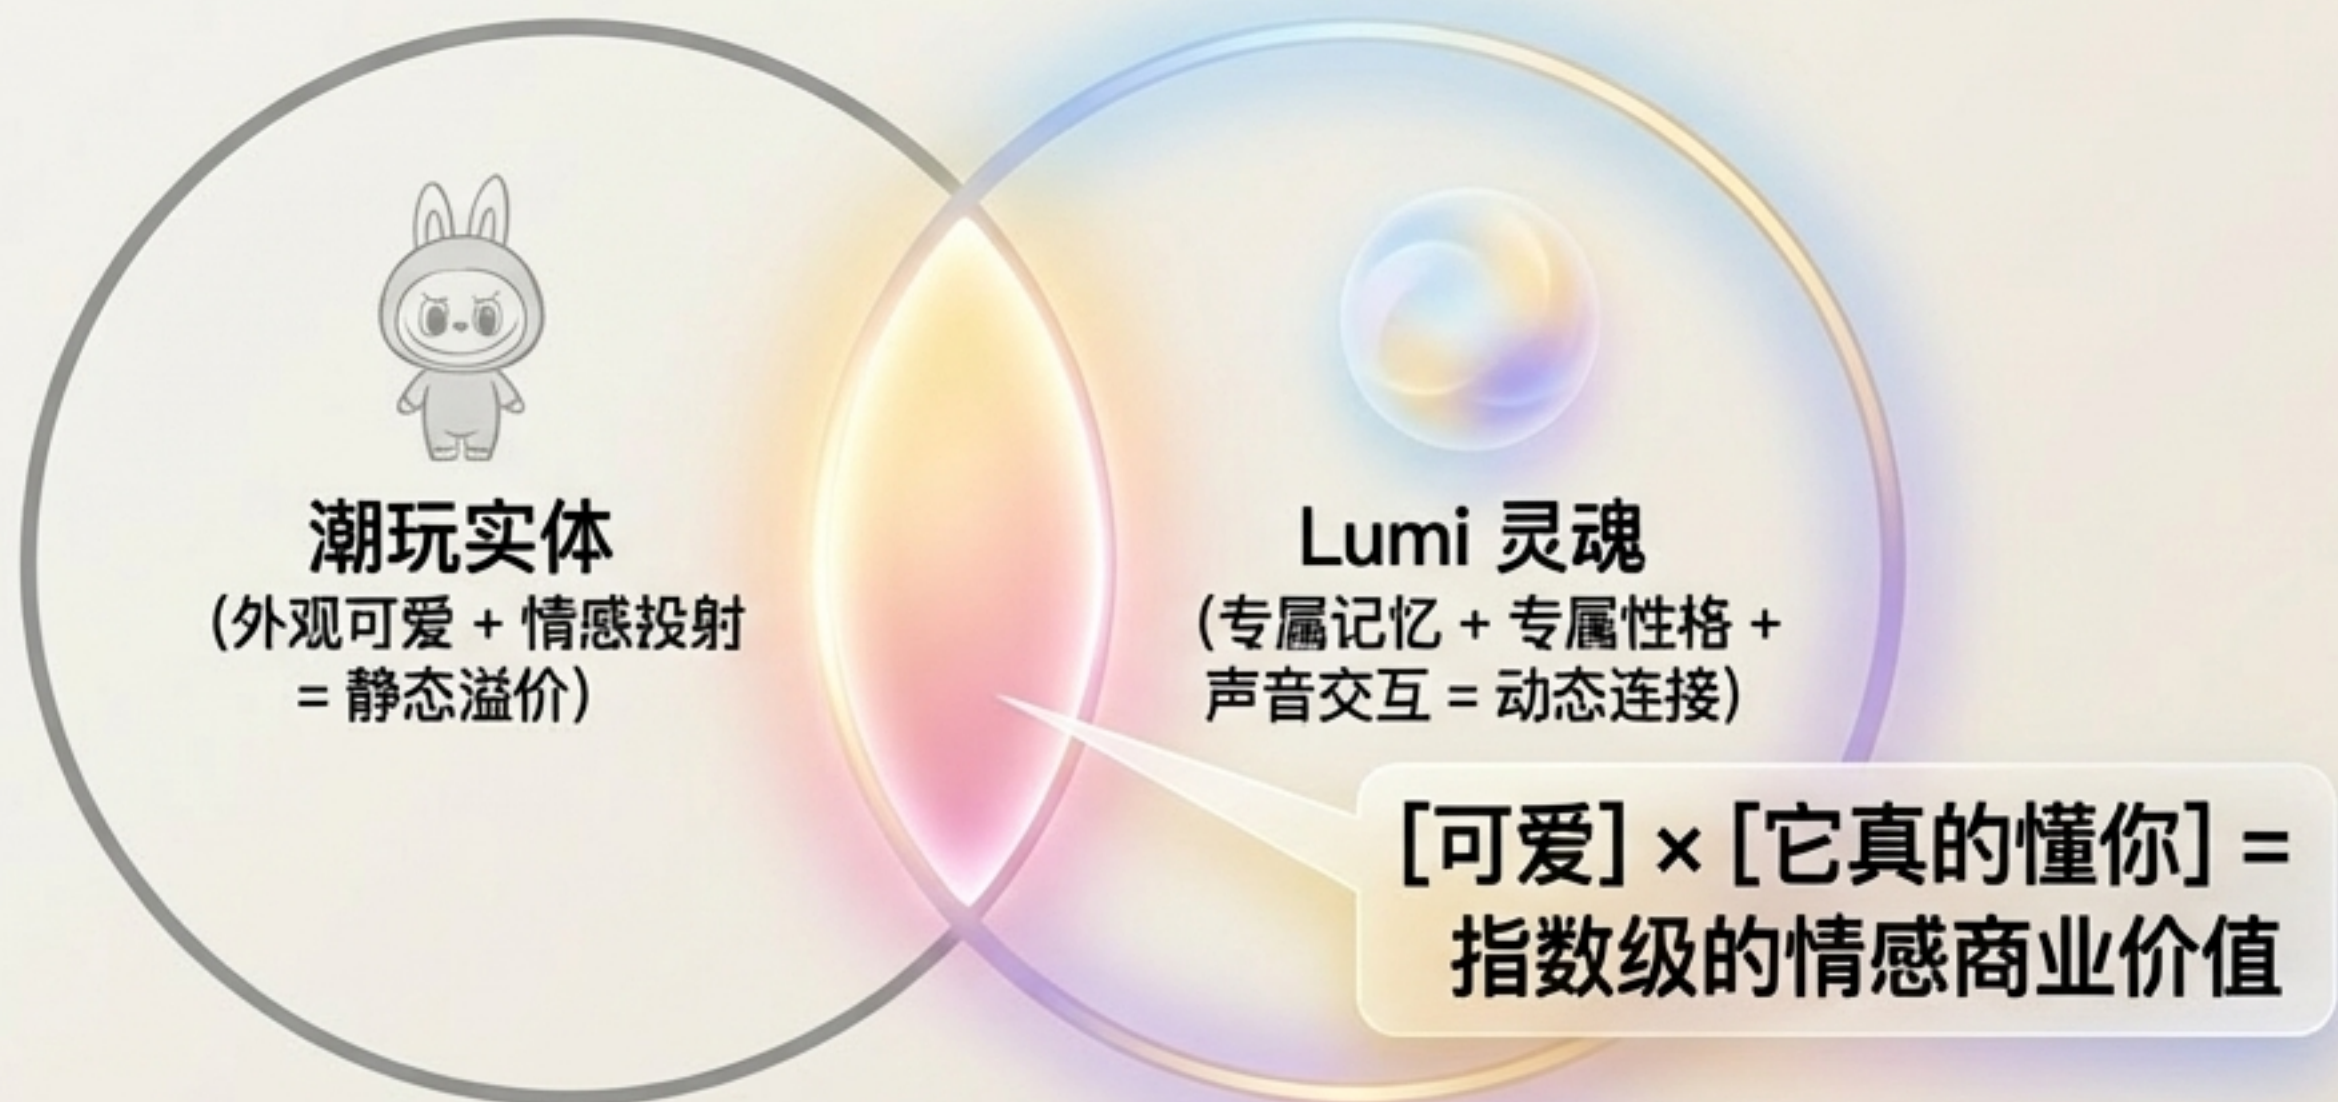 潮玩实体
(外观可爱 + 情感投射
= 静态溢价)
Lumi 灵魂
(专属记忆 + 专属性格 +
声音交互 = 动态连接)
[可爱] × [它真的懂你] =
指数级的情感商业价值